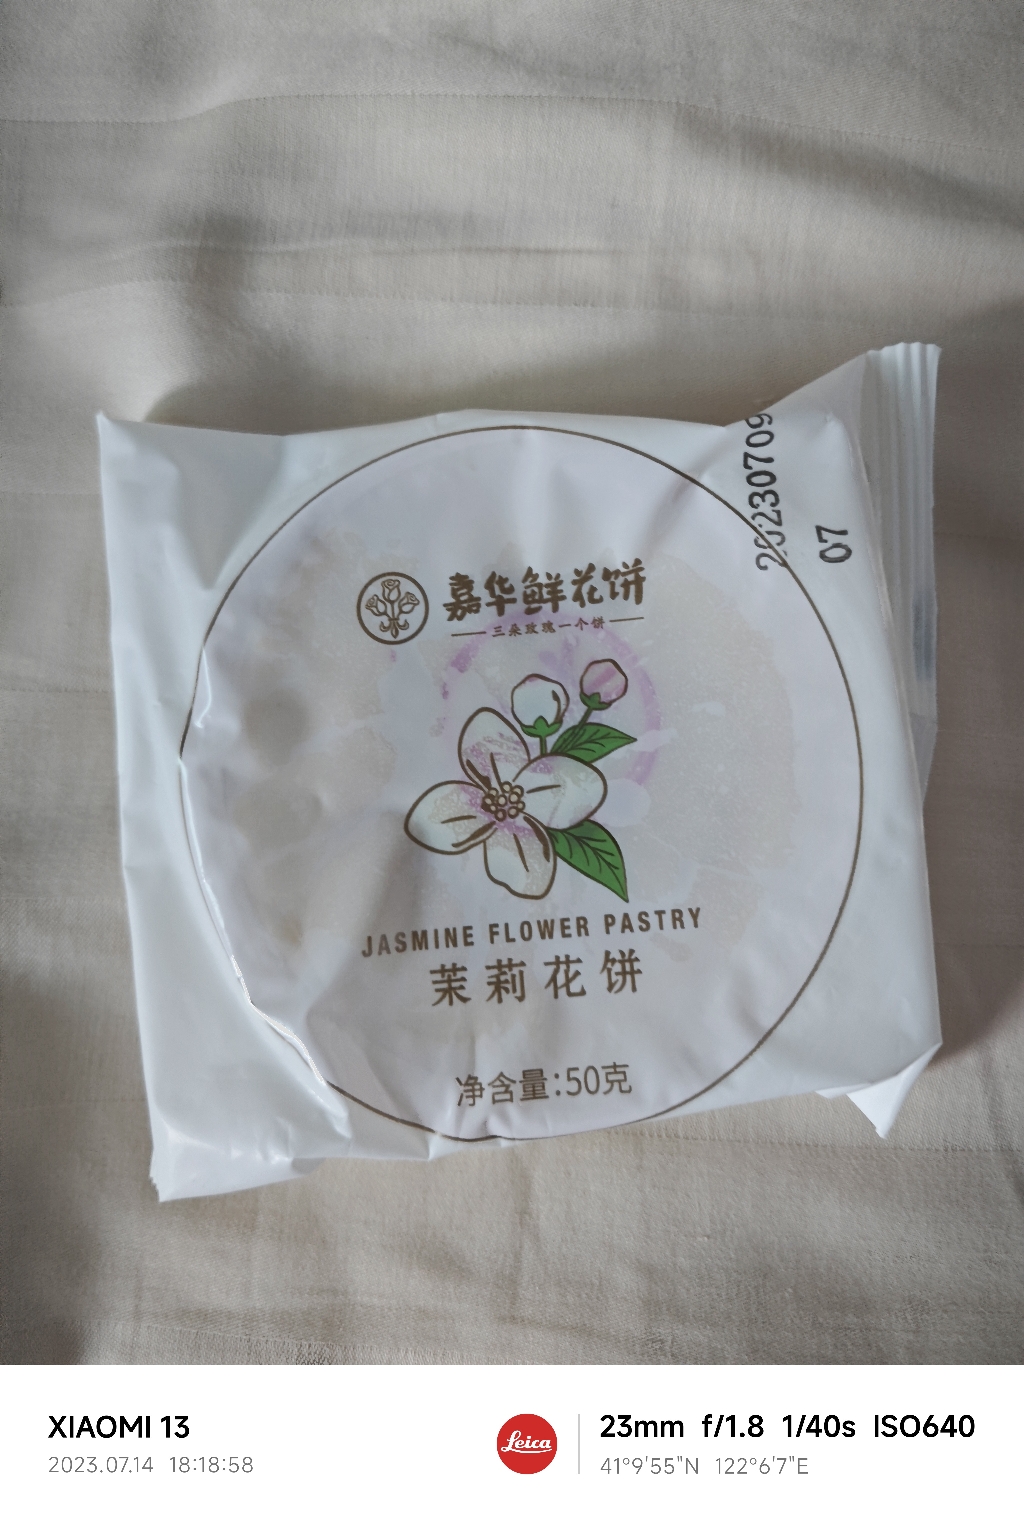 20230709
07
嘉华鲜花饼
三朵玫瑰一个饼
JASMINE FLOWER PASTRY
茉莉花饼
净含量:50克
XIAOMI 13
2023.07.14 18:18:58
Leica
23mm f/1.8 1/40s ISO640
41°9'55"N 122°6'7"E